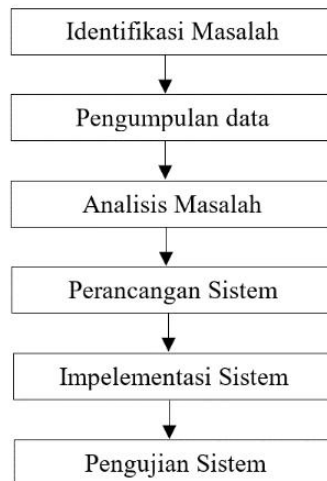 Identifikasi Masalah
Pengumpulan data
Analisis Masalah
Perancangan Sistem
Impelementasi Sistem
Pengujian Sistem